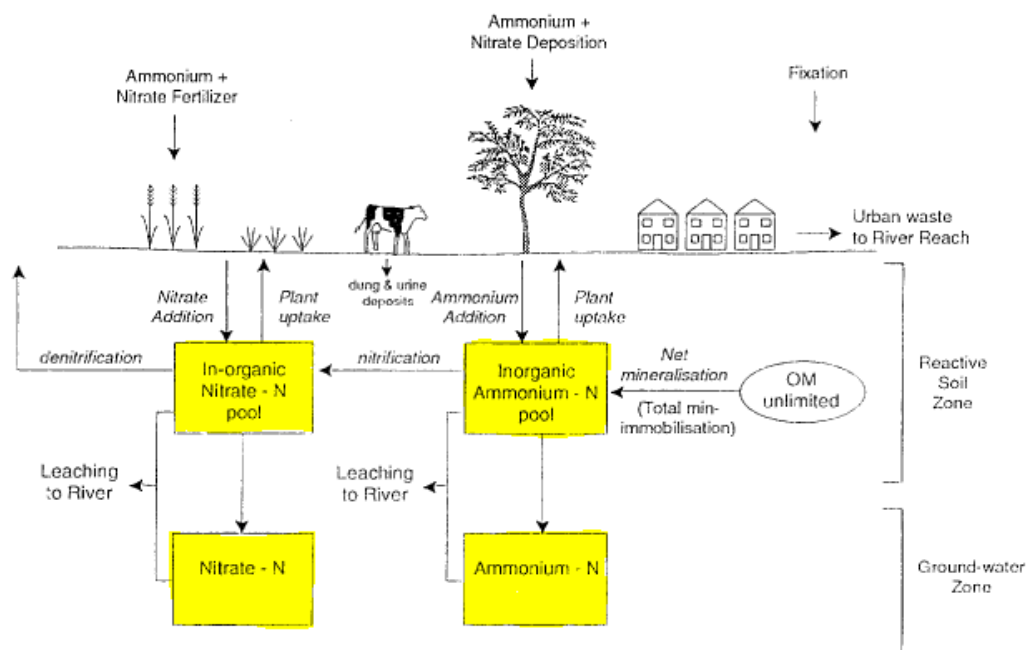 Ammonium +
Nitrate Deposition
Ammonium +
Nitrate Fertilizer
Fixation
Urban waste
to River Reach
dung & urine
deposits
Nitrate
Addition
Plant
uptake
Ammonium
Addition
Plant
uptake
denitrification
In-organic
Nitrate - N
pool
nitrification
Inorganic
Ammonium - N
pool
Net
mineralisation
(Total min-
immobilisation)
OM
unlimited
Reactive
Soil
Zone
Leaching
to River
Leaching
to River
Nitrate - N
Ammonium - N
Ground-water
Zone